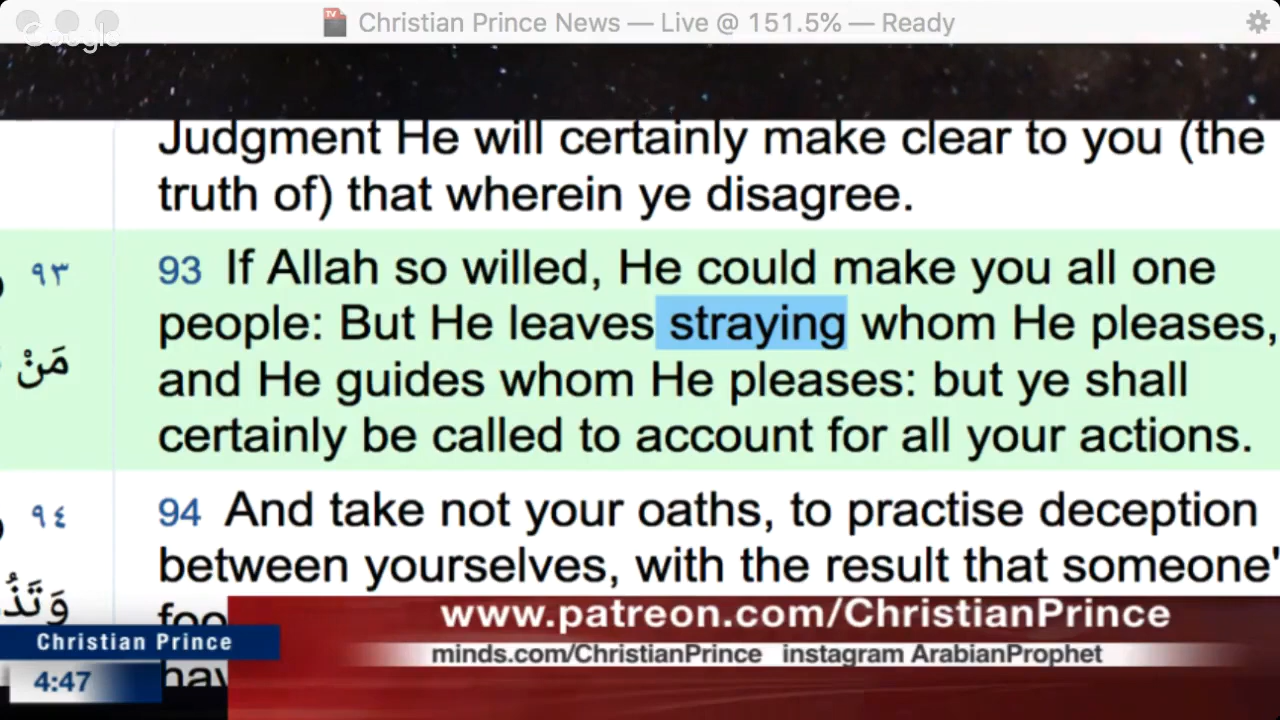 Christian Prince News — Live @ 151.5% — Ready
Google
Judgment He will certainly make clear to you (the
truth of) that wherein ye disagree.
٩٣
93 If Allah so willed, He could make you all one
people: But He leaves straying whom He pleases,
مَنْ
and He guides whom He pleases: but ye shall
certainly be called to account for all your actions.
٩٤
94 And take not your oaths, to practise deception
between yourselves, with the result that someone'
www.patreon.com/ChristianPrince
Christian Prince
minds.com/ChristianPrince instagram ArabianProphet
4:47